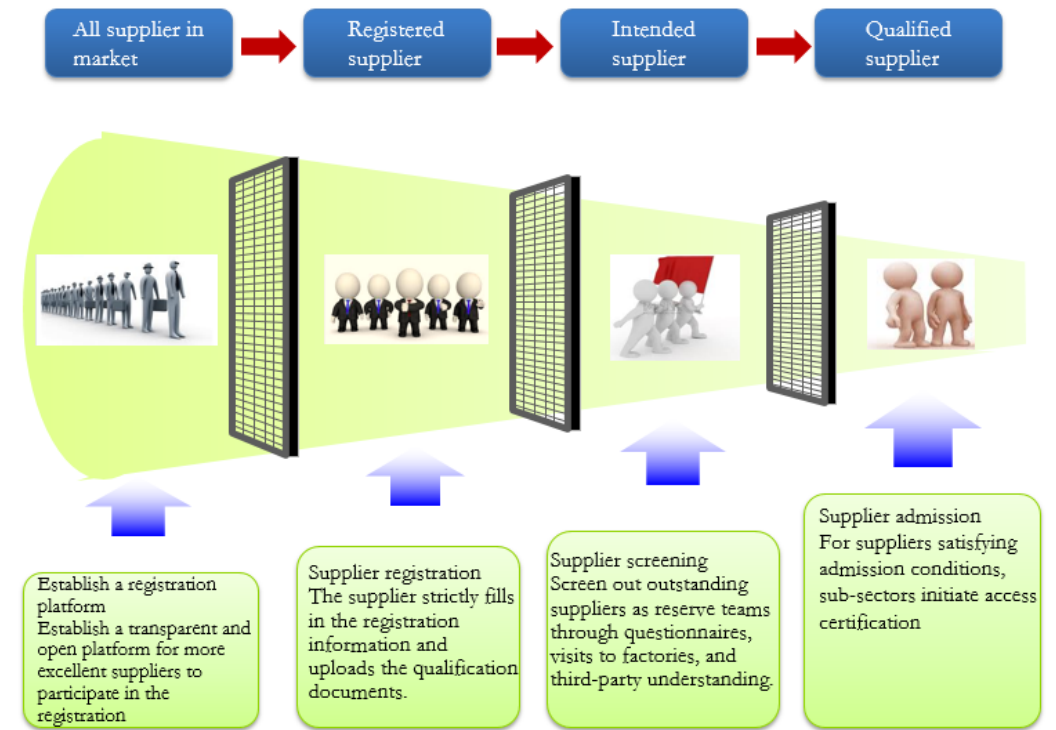 All supplier in
market
Registered
supplier
Intended
supplier
Qualified
supplier
Establish a registration
platform
Establish a transparent and
open platform for more
excellent suppliers to
participate in the
registration
Supplier registration
The supplier strictly fills
in the registration
information and
uploads the qualification
documents.
Supplier screening
Screen out outstanding
suppliers as reserve teams
through questionnaires,
visits to factories, and
third-party understanding.
Supplier admission
For suppliers satisfying
admission conditions,
sub-sectors initiate access
certification